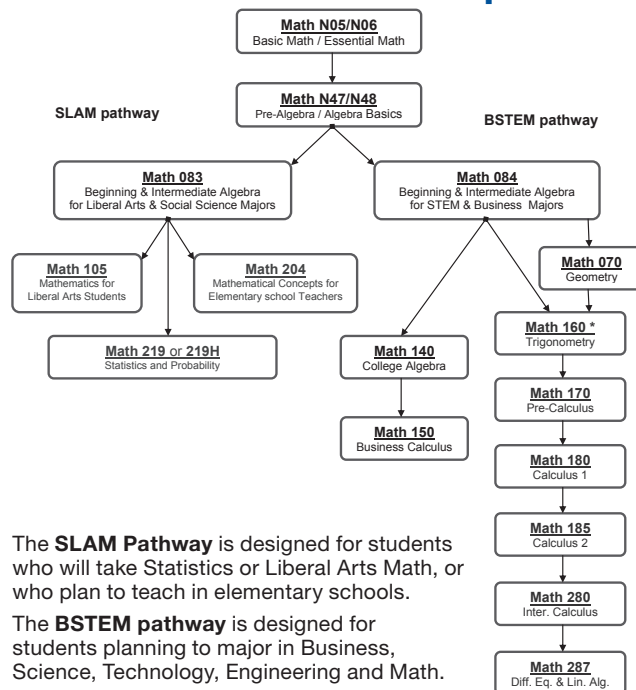 Math N05/N06
Basic Math / Essential Math
Math N47/N48
Pre-Algebra / Algebra Basics
SLAM pathway
BSTEM pathway
Math 083
Beginning & Intermediate Algebra
for Liberal Arts & Social Science Majors
Math 084
Beginning & Intermediate Algebra
for STEM & Business Majors
Math 105
Mathematics for
Liberal Arts Students
Math 204
Mathematical Concepts for
Elementary school Teachers
Math 070
Geometry
Math 219 or 219H
Statistics and Probability
Math 140
College Algebra
Math 160 *
Trigonometry
Math 150
Business Calculus
Math 170
Pre-Calculus
Math 180
Calculus 1
Math 185
Calculus 2
Math 280
Inter. Calculus
Math 287
Diff. Eq. & Lin. Alg.
The SLAM Pathway is designed for students
who will take Statistics or Liberal Arts Math, or
who plan to teach in elementary schools.
The BSTEM pathway is designed for
students planning to major in Business,
Science, Technology, Engineering and Math.